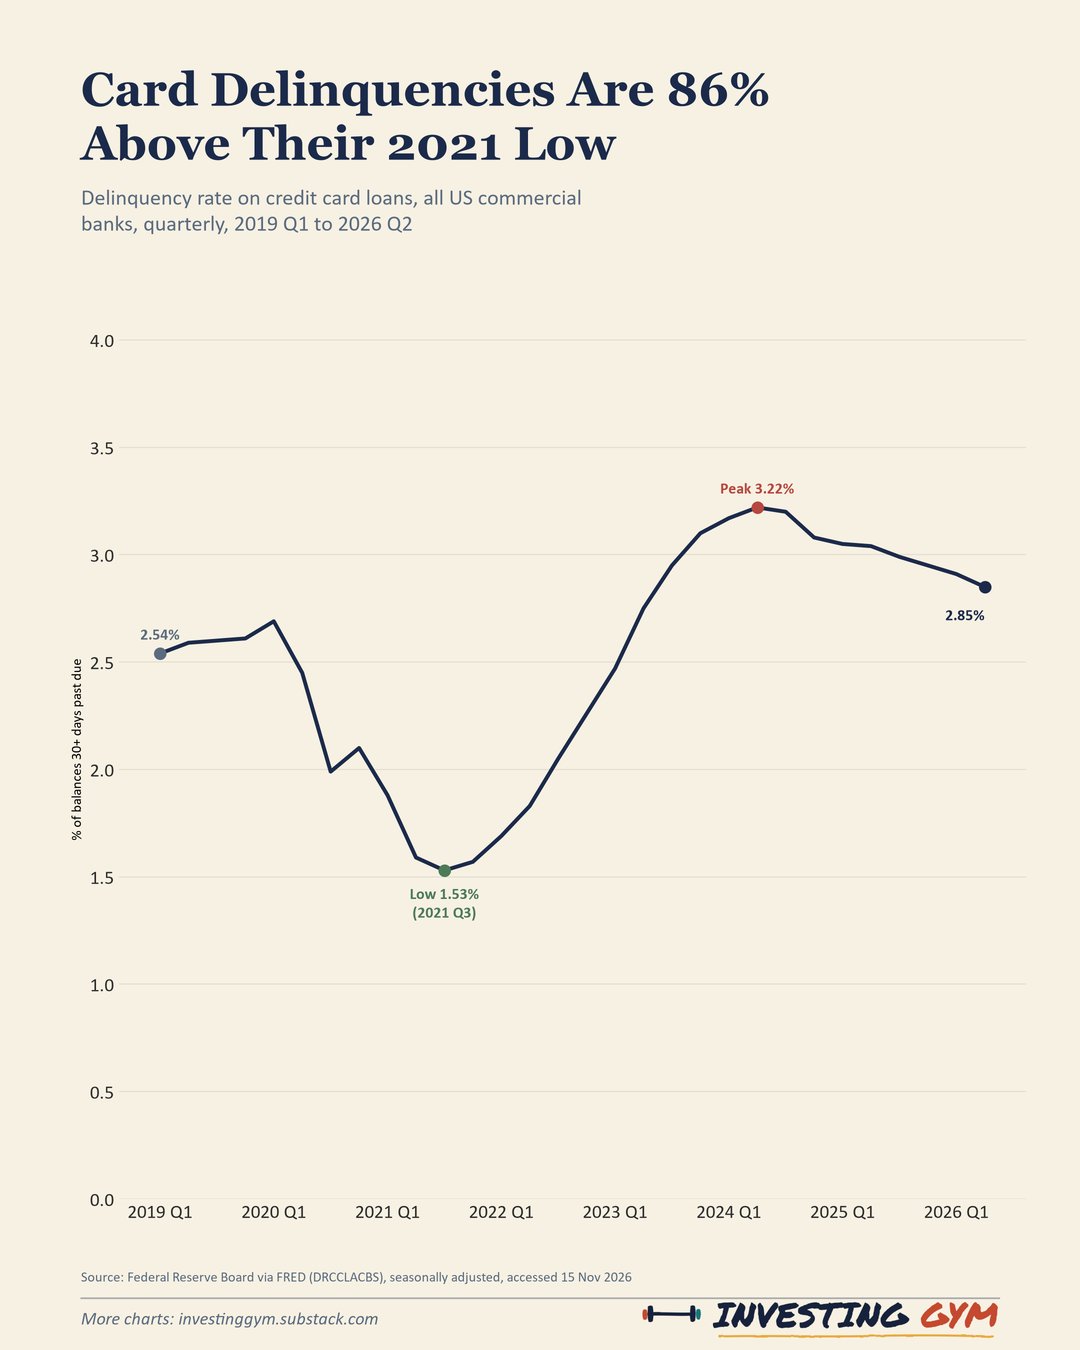 Card Delinquencies Are 86%
Above Their 2021 Low
Delinquency rate on credit card loans, all US commercial
banks, quarterly, 2019 Q1 to 2026 Q2
4.0
3.5
Peak 3.22%
3.0
2.85%
2.54%
2.5
% of balances 30+ days past due
2.0
1.5
Low 1.53%
(2021 Q3)
1.0
0.5
0.0
2019 Q1 2020 Q1 2021 Q1 2022 Q1 2023 Q1 2024 Q1 2025 Q1 2026 Q1
Source: Federal Reserve Board via FRED (DRCCLACBS), seasonally adjusted, accessed 15 Nov 2026
More charts: investinggym.substack.com
INVESTING GYM